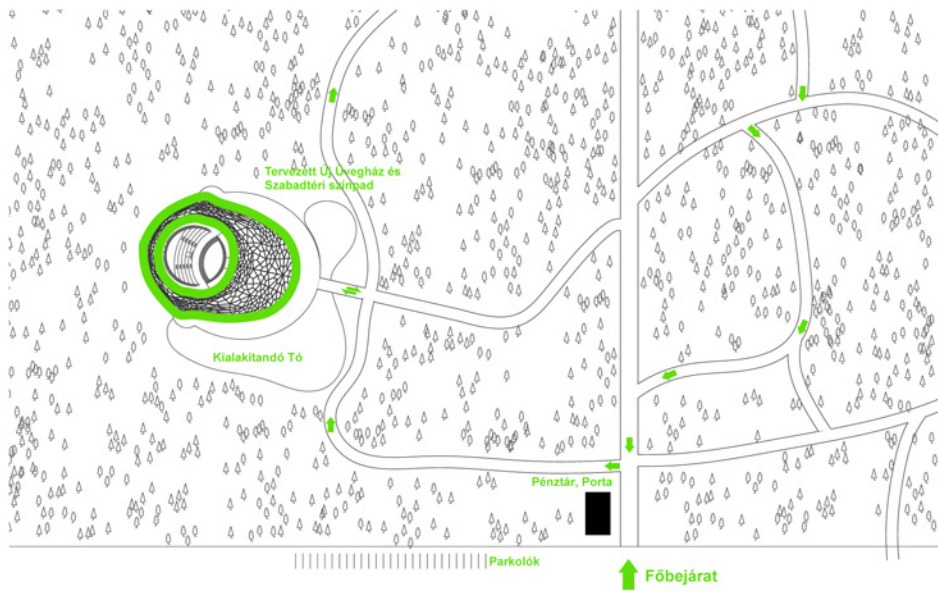 Tervezett Új Üvegház és
Szabadtéri színpad
Kialakítandó Tó
Pénztár, Porta
Parkolók
Főbejárat